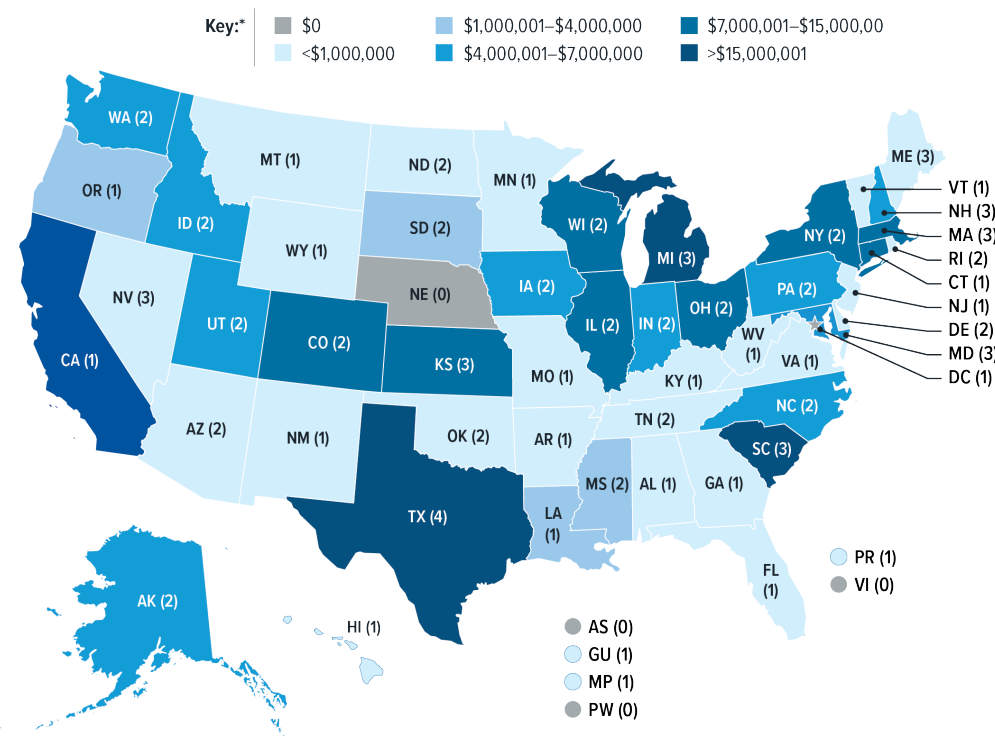 Key:* $0 $1,000,001–$4,000,000 $7,000,001–$15,000,00
<$1,000,000 $4,000,001–$7,000,000 >$15,000,001
WA (2)
MT (1)
ND (2)
MN (1)
ME (3)
OR (1)
ID (2)
SD (2)
WI (2)
MI (3)
NY (2)
VT (1)
NH (3)
MA (3)
RI (2)
CT (1)
NJ (1)
DE (2)
MD (3)
DC (1)
WY (1)
NV (3)
UT (2)
CO (2)
NE (0)
IA (2)
IL (2)
IN (2)
OH (2)
PA (2)
CA (1)
KS (3)
MO (1)
KY (1)
WV
(1)
VA (1)
NC (2)
TN (2)
AZ (2)
NM (1)
OK (2)
AR (1)
SC (3)
MS (2)
AL (1)
GA (1)
TX (4)
LA
(1)
FL
(1)
PR (1)
VI (0)
AK (2)
HI (1)
AS (0)
GU (1)
MP (1)
PW (0)